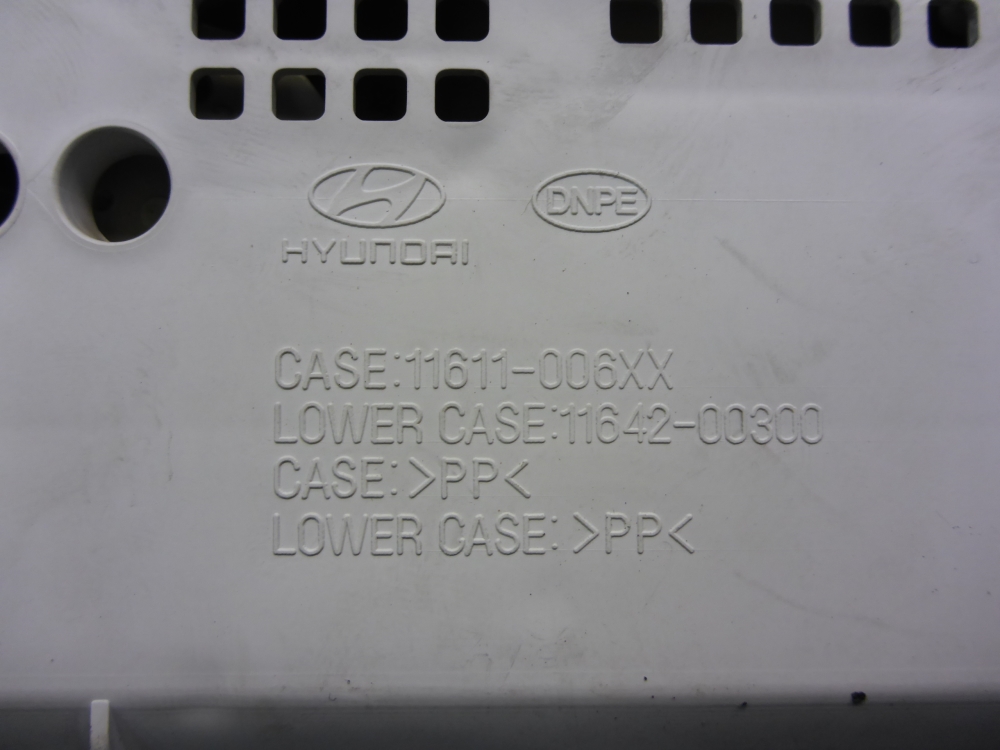 HYUNDAI
DNPE
CASE:11611-006XX
LOWER CASE:11642-00300
CASE: >PP<
LOWER CASE: >PP<